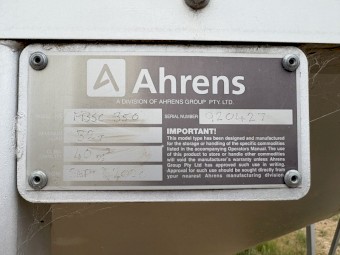 Ahrens
A DIVISION OF AHRENS GROUP PTY. LTD.
SERIAL NUMBER 920427
IMPORTANT!
This model type has been designed and manufactured
for the storage or handling of the specific commodities
listed in the accompanying Operators Manual. The use
of this product to store or handle other commodities
will void the manufacturer's warranty unless Ahrens
Group Pty Ltd has approved such use in writing.
Approval for such use should be sought directly from
your nearest Ahrens manufacturing division